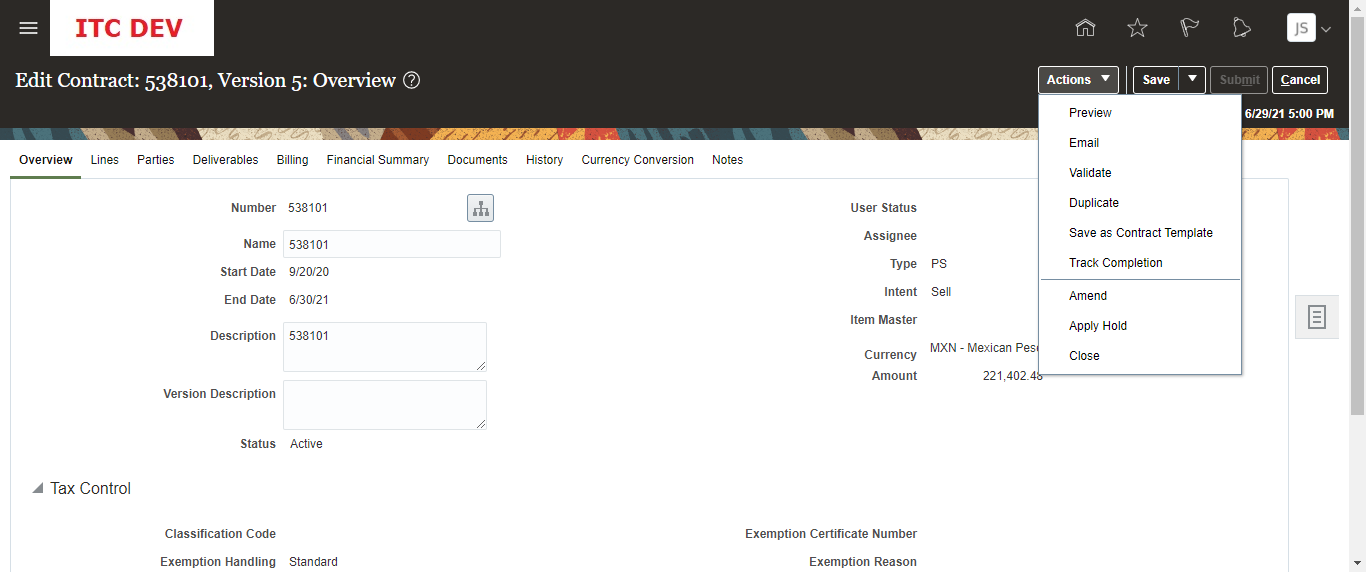 ITC DEV
JS
Edit Contract: 538101, Version 5: Overview ?
Actions Save Submit Cancel
6/29/21 5:00 PM
Preview
Email
Validate
Duplicate
Save as Contract Template
Track Completion
Amend
Apply Hold
Close
Overview Lines Parties Deliverables Billing Financial Summary Documents History Currency Conversion Notes
Number 538101
Name 538101
Start Date 9/20/20
End Date 6/30/21
Description 538101
Version Description
Status Active
User Status
Assignee
Type PS
Intent Sell
Item Master
Currency MXN - Mexican Pes
Amount 221,402.48
Tax Control
Classification Code
Exemption Handling Standard
Exemption Certificate Number
Exemption Reason